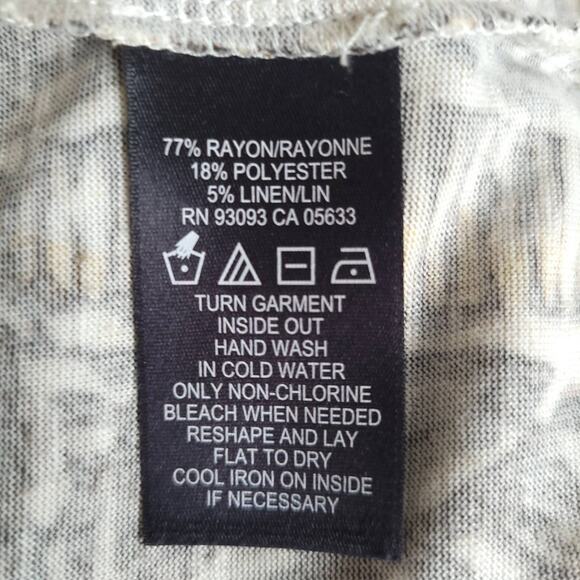 77% RAYON/RAYONNE
18% POLYESTER
5% LINEN/LIN
RN 93093 CA 05633
TURN GARMENT
INSIDE OUT
HAND WASH
IN COLD WATER
ONLY NON-CHLORINE
BLEACH WHEN NEEDED
RESHAPE AND LAY
FLAT TO DRY
COOL IRON ON INSIDE
IF NECESSARY